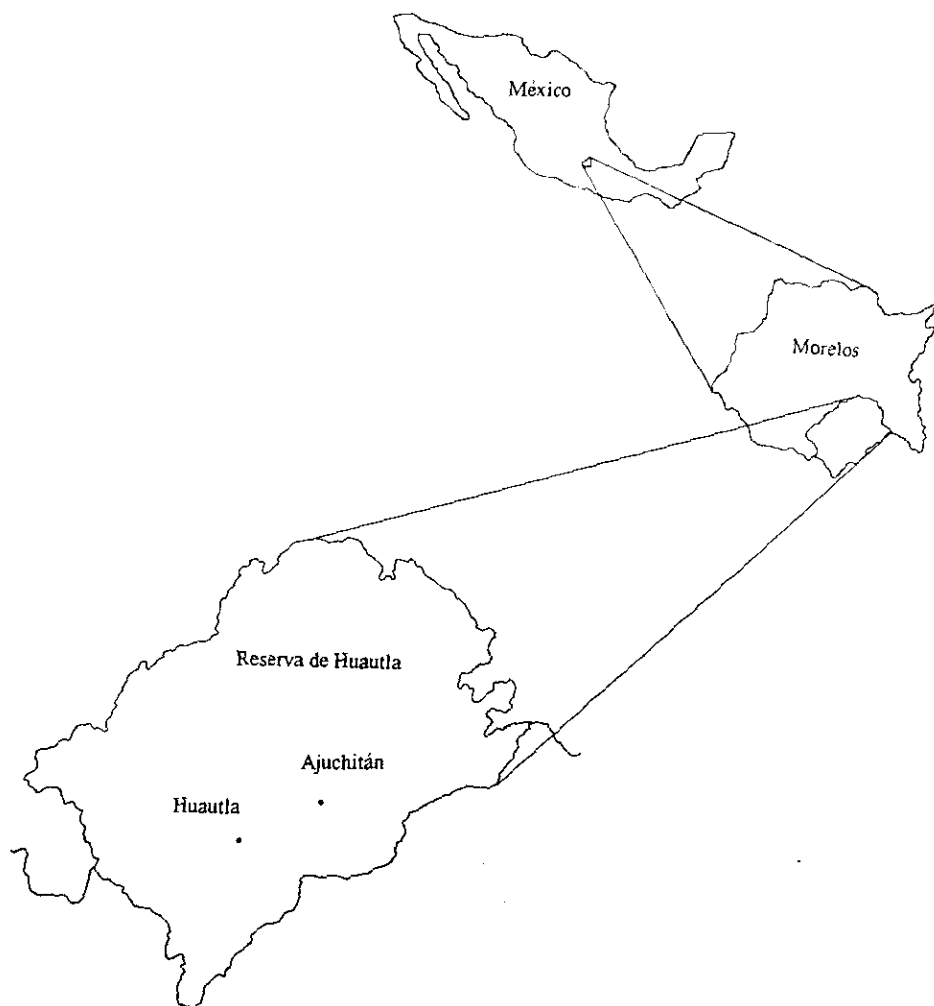 México
Morelos
Reserva de Huautla
Ajuchitán
Huautla